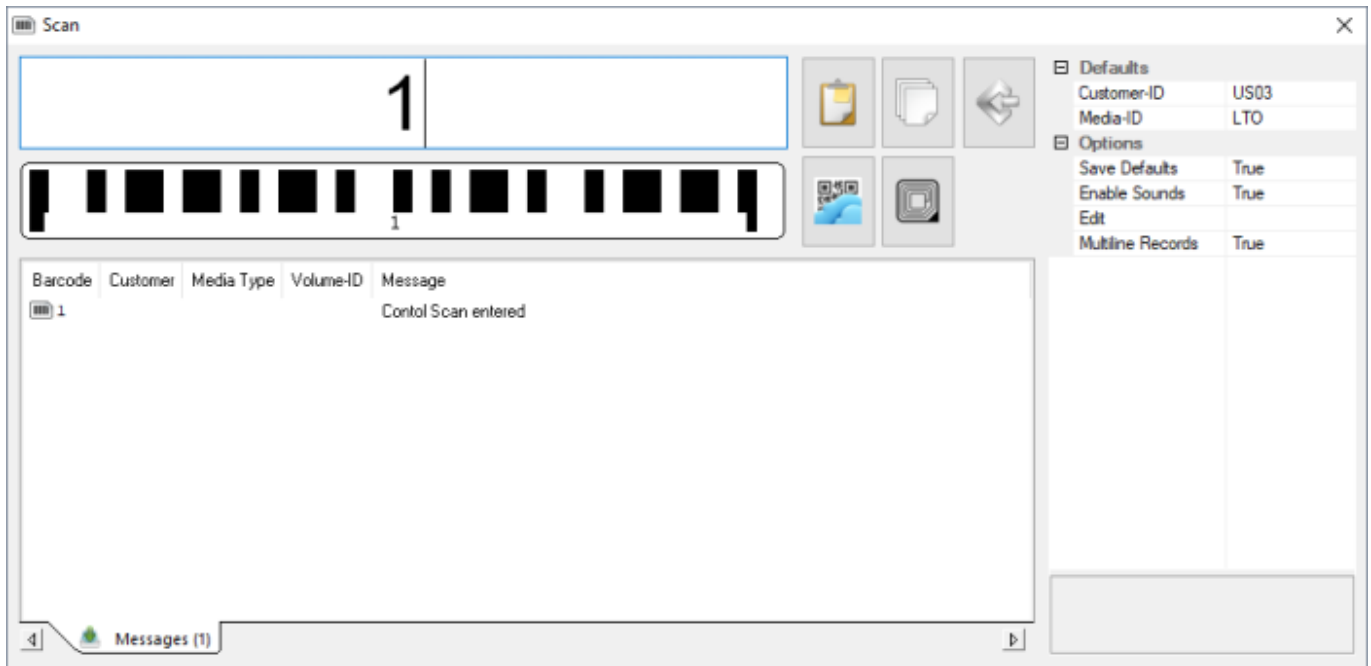 Scan
1
1
Defaults
Customer-ID US03
Media-ID LTO
Options
Save Defaults True
Enable Sounds True
Edit
Multiline Records True
Barcode Customer Media Type Volume-ID Message
1 Contol Scan entered
Messages (1)